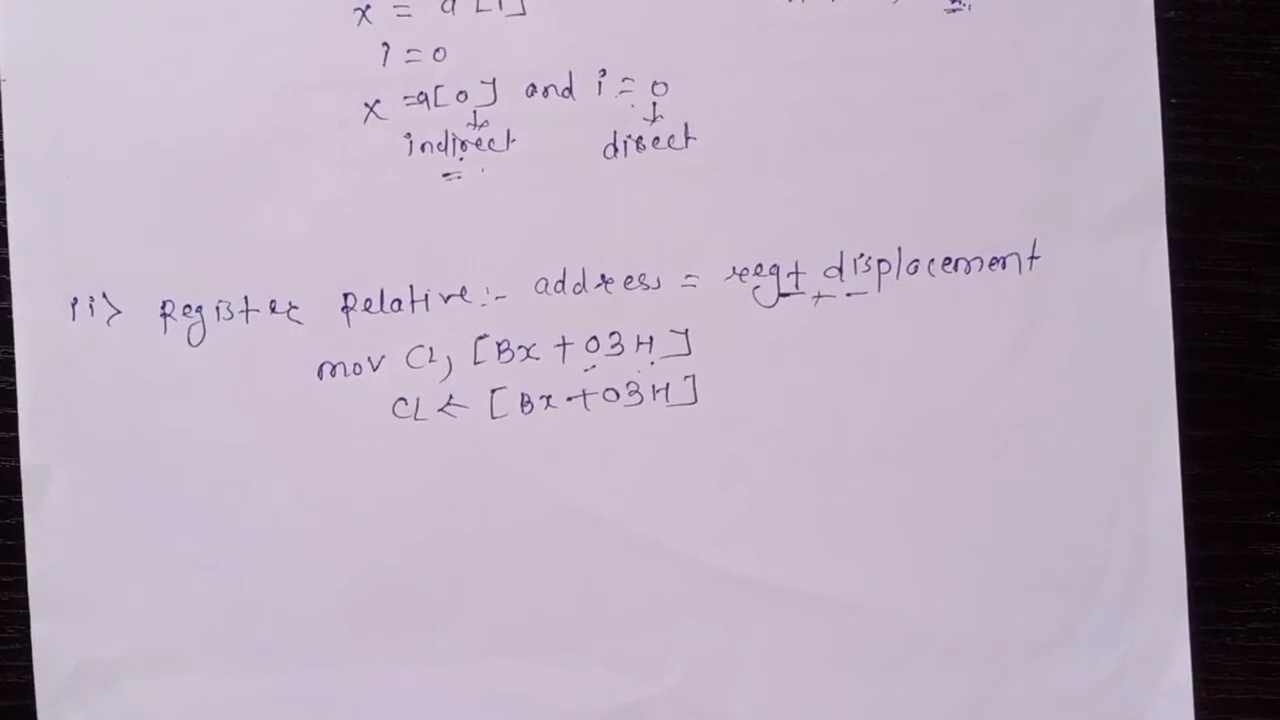 x = a[i]
i = 0
x = a[0] and i = 0
indirect direct
ii> Register Relative:- address = reg + displacement
mov CL, [Bx + 03H]
CL ← [Bx + 03H]